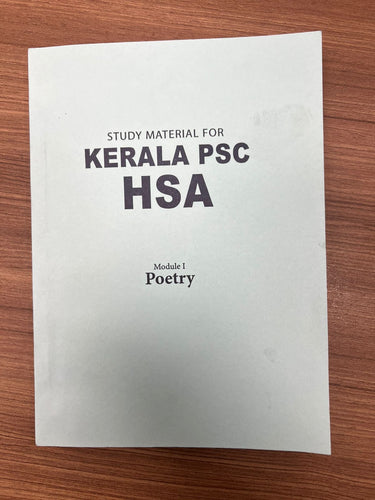 STUDY MATERIAL FOR
KERALA PSC
HSA
Module I
Poetry